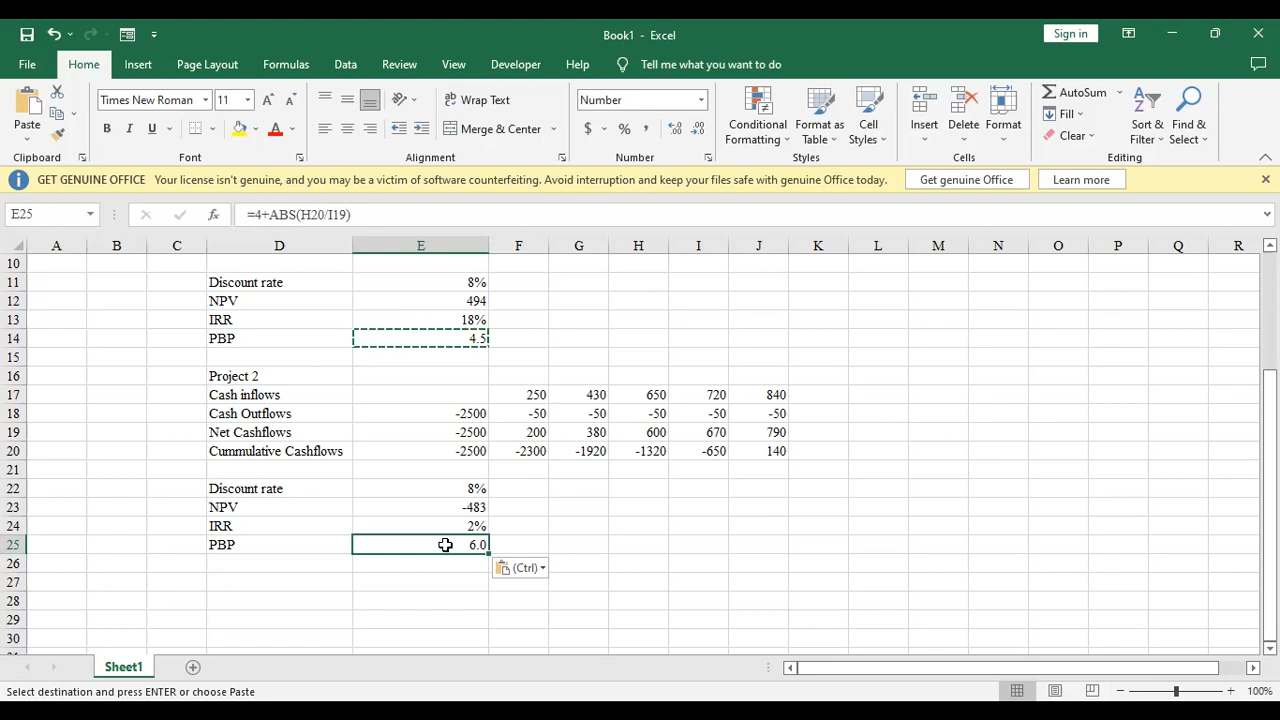 Book1 - Excel
Sign in
File Home Insert Page Layout Formulas Data Review View Developer Help Tell me what you want to do
Times New Roman 11 Wrap Text Number AutoSum
Paste Merge & Center Conditional Formatting Format as Table Cell Styles Insert Delete Format Fill Sort & Filter Find & Select
B I U A $ % Clear
Clipboard Font Alignment Number Styles Cells Editing
GET GENUINE OFFICE Your license isn't genuine, and you may be a victim of software counterfeiting. Avoid interruption and keep your files safe with genuine Office today. Get genuine Office Learn more
E25 fx =4+ABS(H20/I19)
A B C D E F G H I J K L M N O P Q R
10
11 Discount rate 8%
12 NPV 494
13 IRR 18%
14 PBP 4.5
15
16 Project 2
17 Cash inflows 250 430 650 720 840
18 Cash Outflows -2500 -50 -50 -50 -50 -50
19 Net Cashflows -2500 200 380 600 670 790
20 Cummulative Cashflows -2500 -2300 -1920 -1320 -650 140
21
22 Discount rate 8%
23 NPV -483
24 IRR 2%
25 PBP 6.0
26 (Ctrl)
27
28
29
30
Sheet1
Select destination and press ENTER or choose Paste 100%